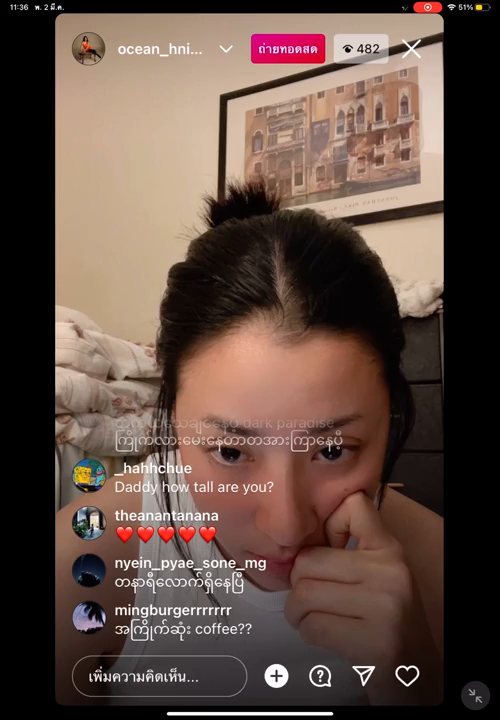 11:36 พ. 2 มี.ค.
51%
ocean_hni...
ถ่ายทอดสด
482
dark paradise
ကြိုက်လားမေးနေတာတအားကြာနေပီ
_hahhchue
Daddy how tall are you?
theanantanana
❤️❤️❤️❤️❤️
nyein_pyae_sone_mg
တနာရီလောက်ရှိနေပြီ
mingburgerrrrrrr
အကြိုက်ဆုံး coffee??
เพิ่มความคิดเห็น...